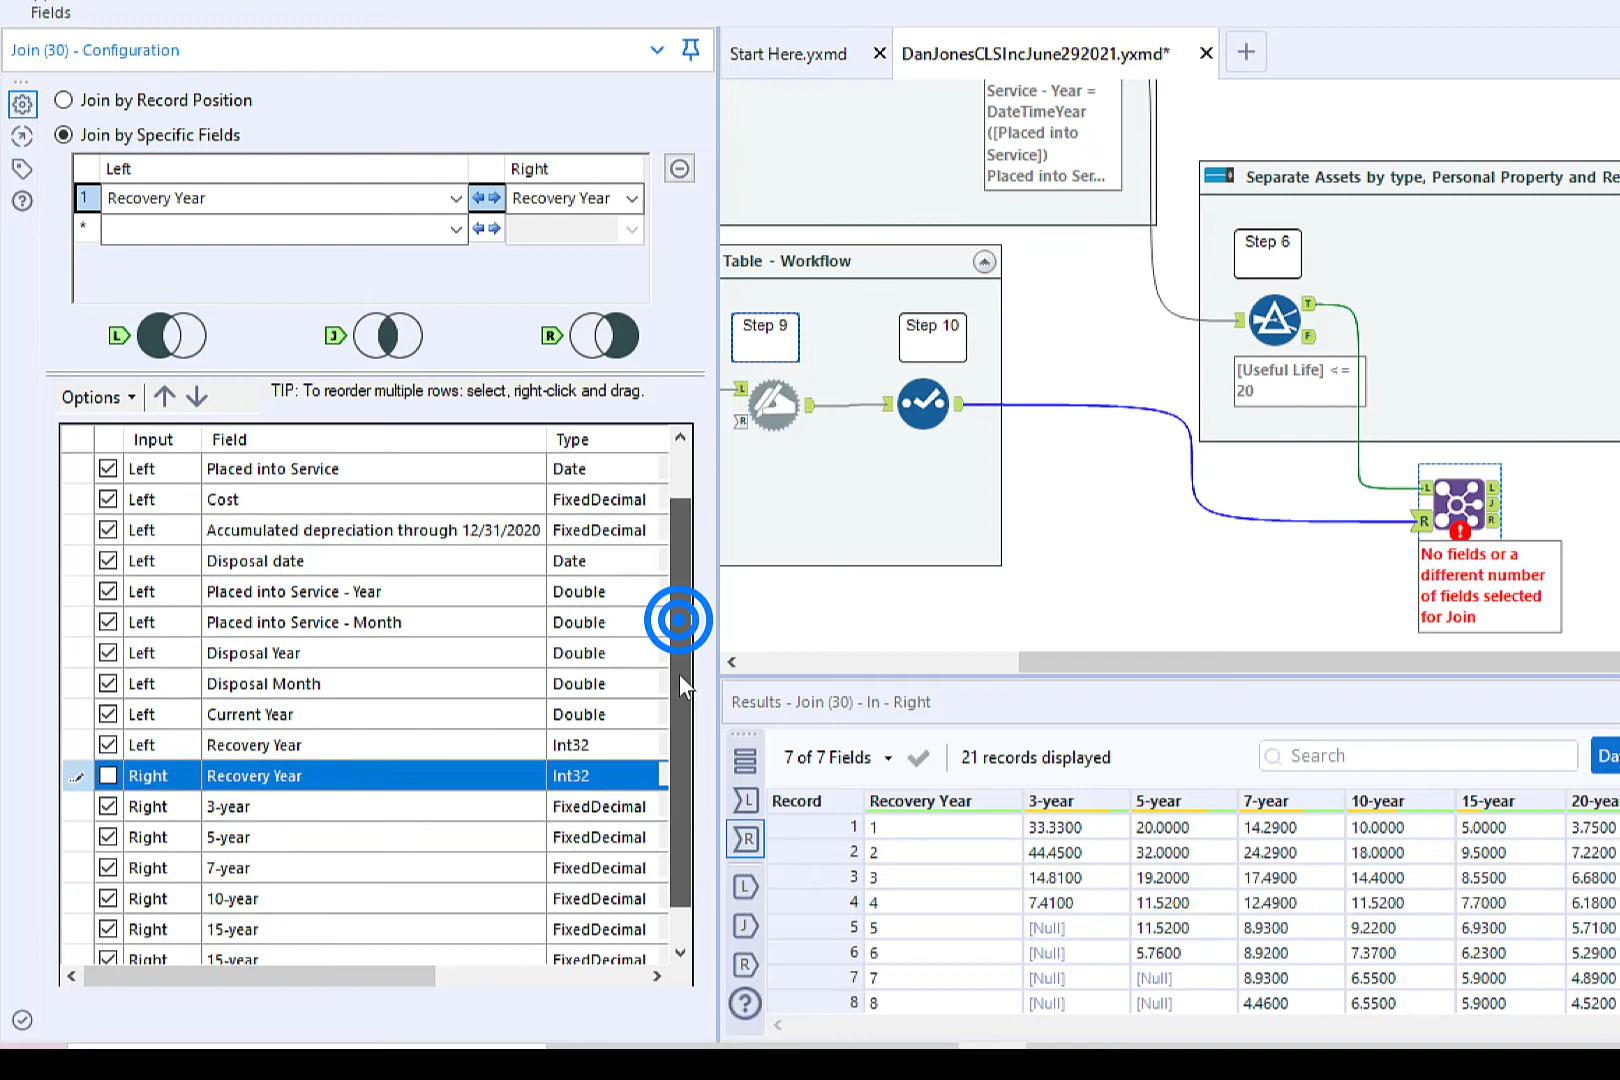 Fields
Join (30) - Configuration
Join by Record Position
Join by Specific Fields
Left Right
1 Recovery Year Recovery Year
*
L J R
Options TIP: To reorder multiple rows: select, right-click and drag.
Input Field Type
Left Placed into Service Date
Left Cost FixedDecimal
Left Accumulated depreciation through 12/31/2020 FixedDecimal
Left Disposal date Date
Left Placed into Service - Year Double
Left Placed into Service - Month Double
Left Disposal Year Double
Left Disposal Month Double
Left Current Year Double
Left Recovery Year Int32
Right Recovery Year Int32
Right 3-year FixedDecimal
Right 5-year FixedDecimal
Right 7-year FixedDecimal
Right 10-year FixedDecimal
Right 15-year FixedDecimal
Right 15-year FixedDecimal
Start Here.yxmd DanJonesCLSIncJune292021.yxmd*
Service - Year =
DateTimeYear
([Placed into
Service])
Placed into Ser...
Separate Assets by type, Personal Property and Re
Step 6
T
F
[Useful Life] <=
20
Table - Workflow
Step 9 Step 10
L
R
L L
J
R R
No fields or a
different number
of fields selected
for Join
Results - Join (30) - In - Right
7 of 7 Fields 21 records displayed Search Da
L
R
L
J
R
Record Recovery Year 3-year 5-year 7-year 10-year 15-year 20-yea
1 1 33.3300 20.0000 14.2900 10.0000 5.0000 3.7500
2 2 44.4500 32.0000 24.2900 18.0000 9.5000 7.2200
3 3 14.8100 19.2000 17.4900 14.4000 8.5500 6.6800
4 4 7.4100 11.5200 12.4900 11.5200 7.7000 6.1800
5 5 [Null] 11.5200 8.9300 9.2200 6.9300 5.7100
6 6 [Null] 5.7600 8.9200 7.3700 6.2300 5.2900
7 7 [Null] [Null] 8.9300 6.5500 5.9000 4.8900
8 8 [Null] [Null] 4.4600 6.5500 5.9000 4.5200